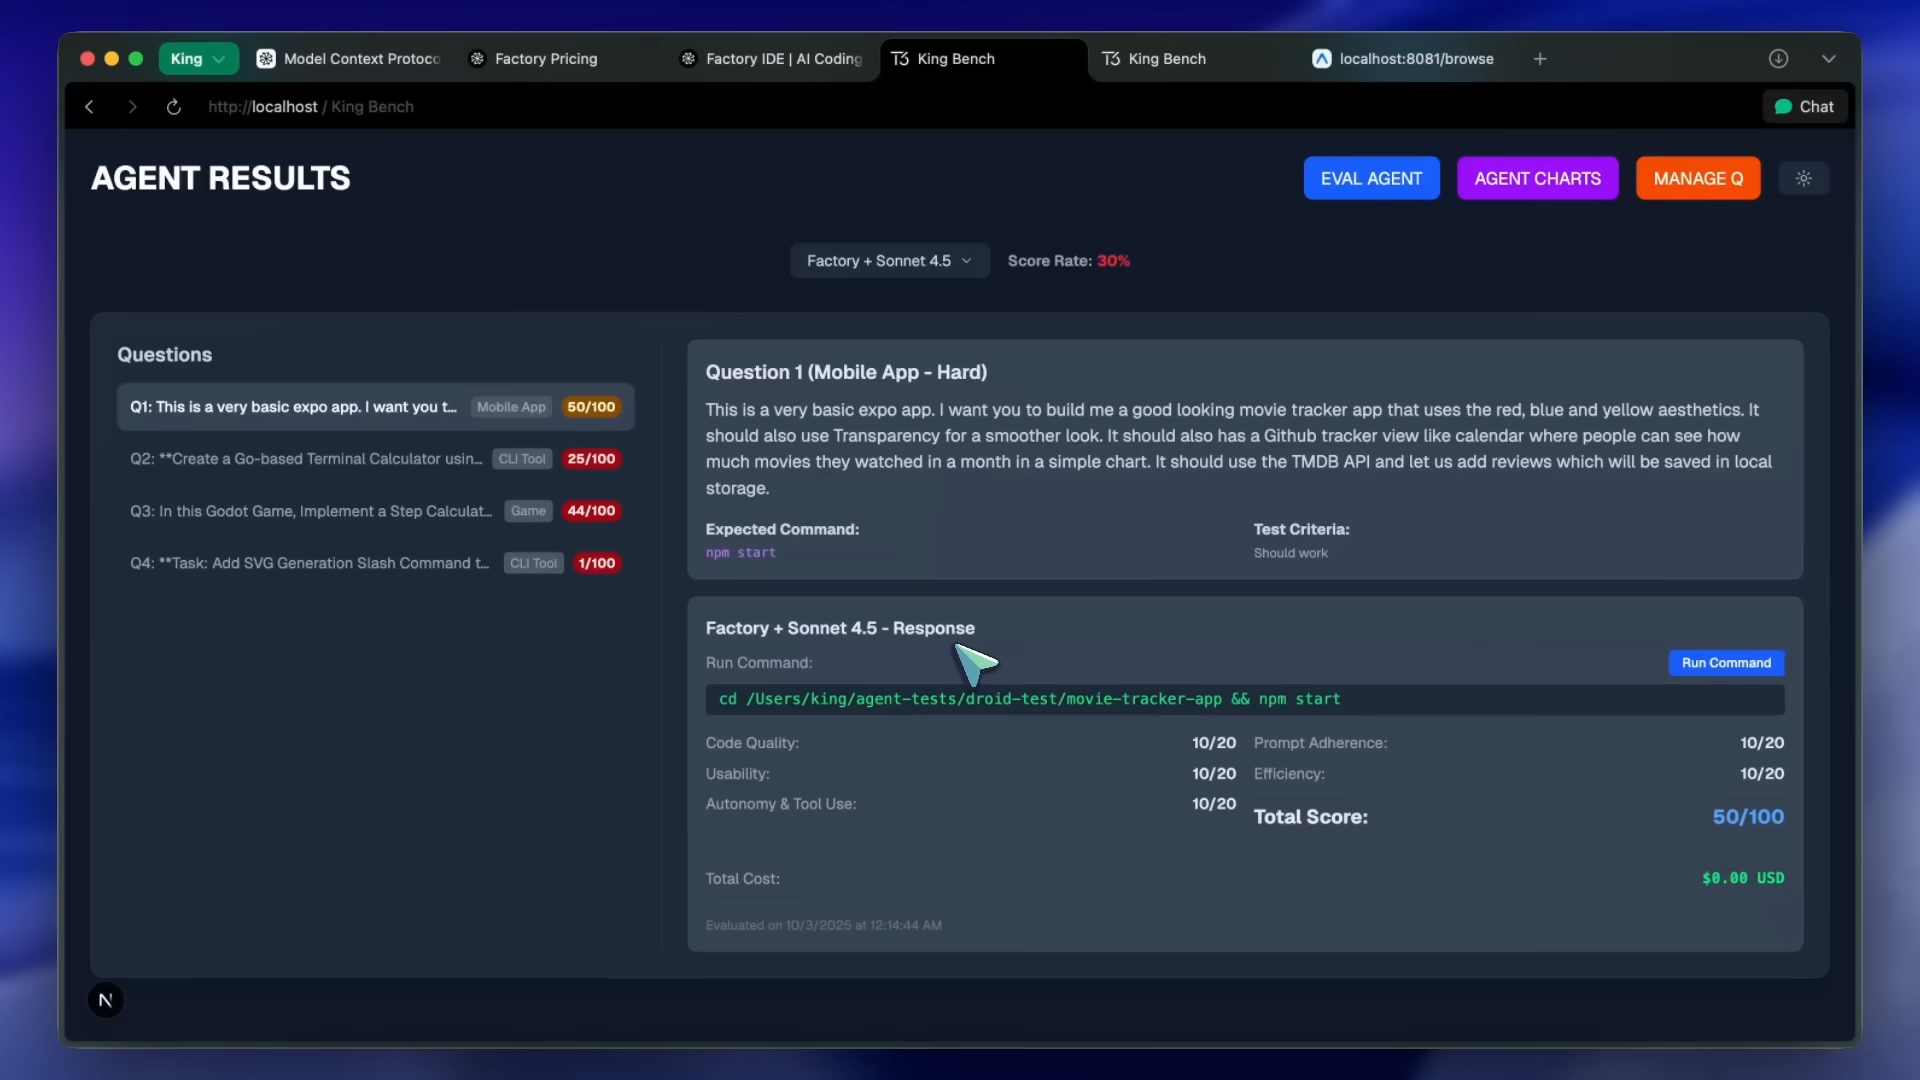 King
Model Context Protoco
Factory Pricing
Factory IDE | AI Coding
T3 King Bench
T3 King Bench
localhost:8081/browse
http://localhost / King Bench
Chat
AGENT RESULTS
EVAL AGENT
AGENT CHARTS
MANAGE Q
Factory + Sonnet 4.5
Score Rate: 30%
Questions
Q1: This is a very basic expo app. I want you t... Mobile App 50/100
Q2: **Create a Go-based Terminal Calculator usin... CLI Tool 25/100
Q3: In this Godot Game, Implement a Step Calculat... Game 44/100
Q4: **Task: Add SVG Generation Slash Command t... CLI Tool 1/100
Question 1 (Mobile App - Hard)
This is a very basic expo app. I want you to build me a good looking movie tracker app that uses the red, blue and yellow aesthetics. It
should also use Transparency for a smoother look. It should also has a Github tracker view like calendar where people can see how
much movies they watched in a month in a simple chart. It should use the TMDB API and let us add reviews which will be saved in local
storage.
Expected Command:
npm start
Test Criteria:
Should work
Factory + Sonnet 4.5 - Response
Run Command:
Run Command
cd /Users/king/agent-tests/droid-test/movie-tracker-app && npm start
Code Quality: 10/20
Prompt Adherence: 10/20
Usability: 10/20
Efficiency: 10/20
Autonomy & Tool Use: 10/20
Total Score: 50/100
Total Cost: $0.00 USD
Evaluated on 10/3/2025 at 12:14:44 AM
N